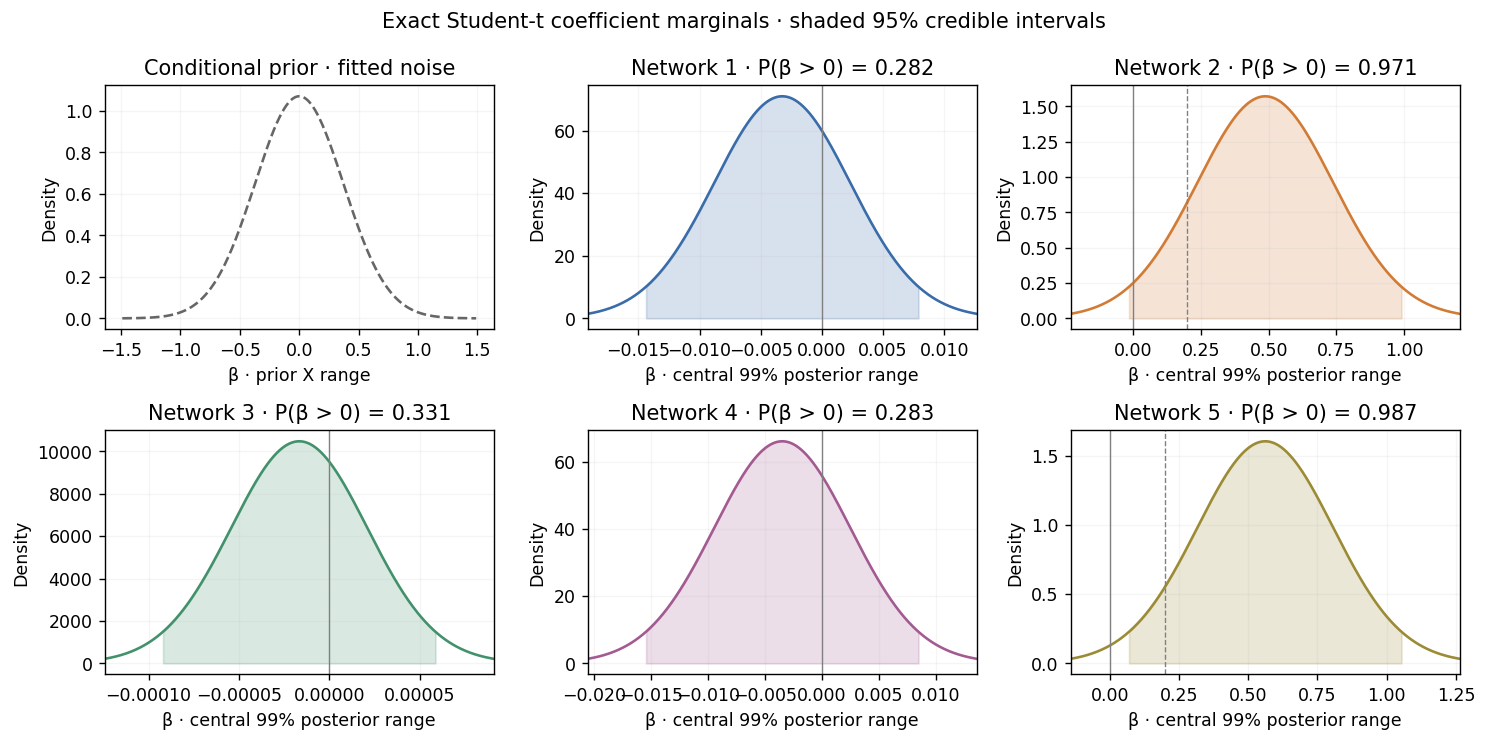 Exact Student-t coefficient marginals · shaded 95% credible intervals
Conditional prior · fitted noise
Density
1.0
0.8
0.6
0.4
0.2
0.0
−1.5 −1.0 −0.5 0.0 0.5 1.0 1.5
β · prior X range
Network 1 · P(β > 0) = 0.282
Density
60
40
20
0
−0.015 −0.010 −0.005 0.000 0.005 0.010
β · central 99% posterior range
Network 2 · P(β > 0) = 0.971
Density
1.50
1.25
1.00
0.75
0.50
0.25
0.00
0.00 0.25 0.50 0.75 1.00
β · central 99% posterior range
Network 3 · P(β > 0) = 0.331
Density
10000
8000
6000
4000
2000
0
−0.00010 −0.00005 0.00000 0.00005
β · central 99% posterior range
Network 4 · P(β > 0) = 0.283
Density
60
40
20
0
−0.020 −0.015 −0.010 −0.005 0.000 0.005 0.010
β · central 99% posterior range
Network 5 · P(β > 0) = 0.987
Density
1.5
1.0
0.5
0.0
0.00 0.25 0.50 0.75 1.00 1.25
β · central 99% posterior range